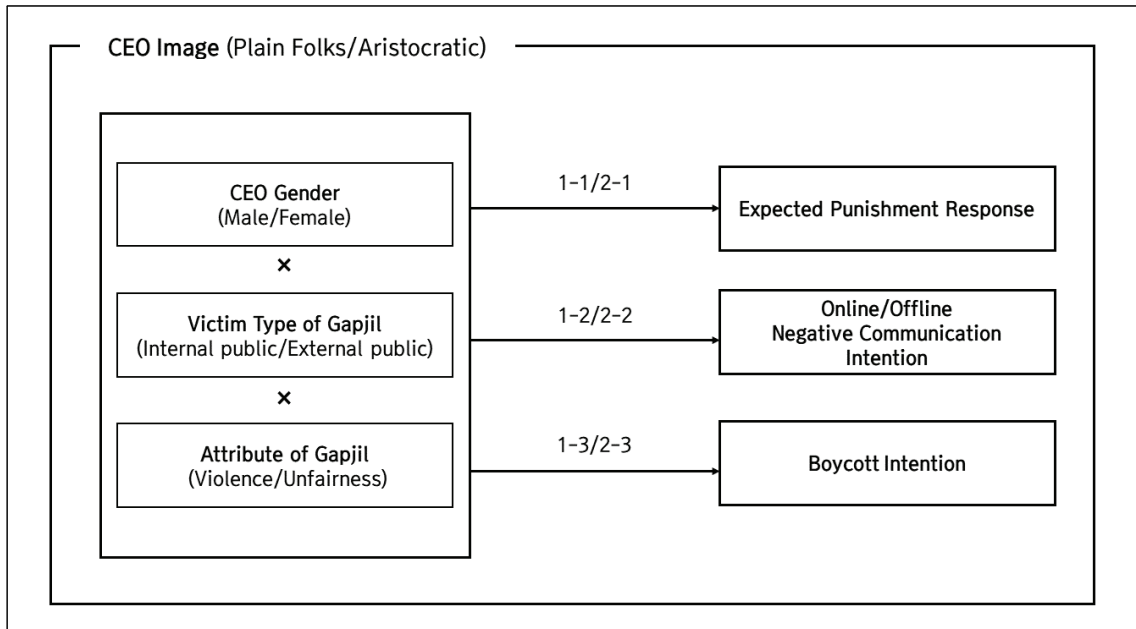 CEO Image (Plain Folks/Aristocratic)
CEO Gender
(Male/Female)
×
Victim Type of Gapjil
(Internal public/External public)
×
Attribute of Gapjil
(Violence/Unfairness)
1-1/2-1
Expected Punishment Response
1-2/2-2
Online/Offline
Negative Communication
Intention
1-3/2-3
Boycott Intention